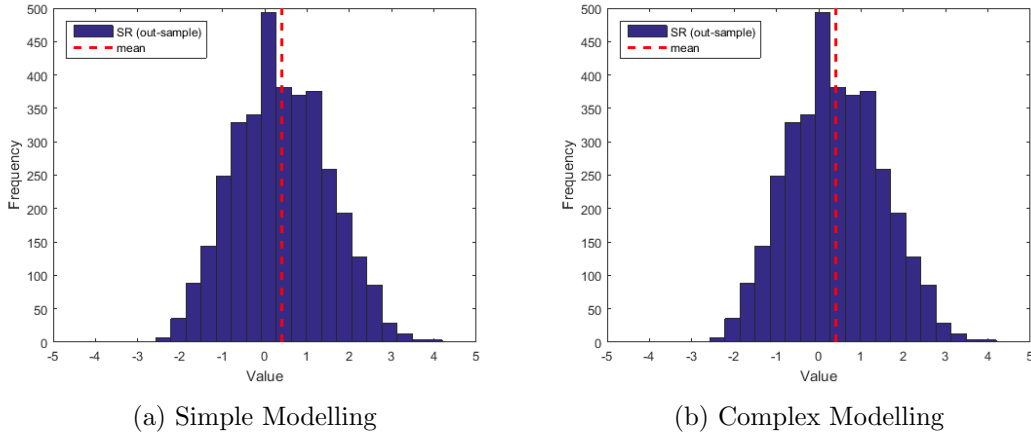 500
450
400
350
300
250
200
150
100
50
0
Frequency
SR (out-sample)
mean
-5 -4 -3 -2 -1 0 1 2 3 4 5
Value
(a) Simple Modelling
500
450
400
350
300
250
200
150
100
50
0
Frequency
SR (out-sample)
mean
-5 -4 -3 -2 -1 0 1 2 3 4 5
Value
(b) Complex Modelling